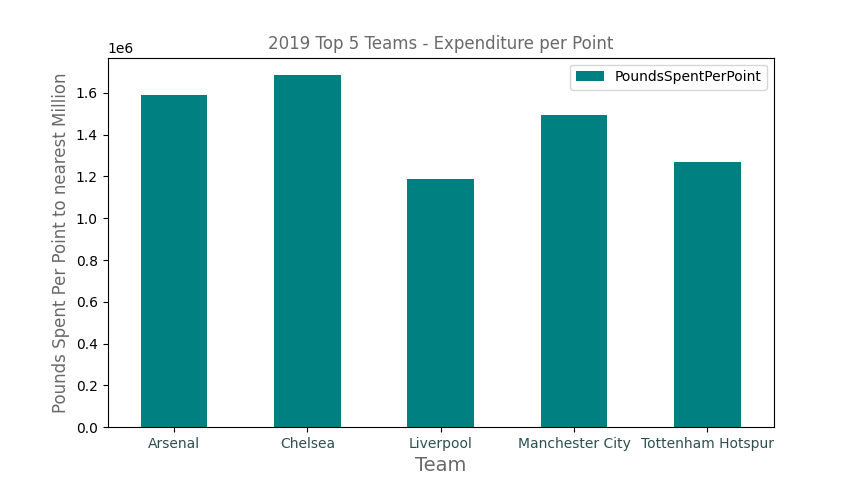 2019 Top 5 Teams - Expenditure per Point
1e6
PoundsSpentPerPoint
Pounds Spent Per Point to nearest Million
1.6
1.4
1.2
1.0
0.8
0.6
0.4
0.2
0.0
Arsenal Chelsea Liverpool Manchester City Tottenham Hotspur
Team